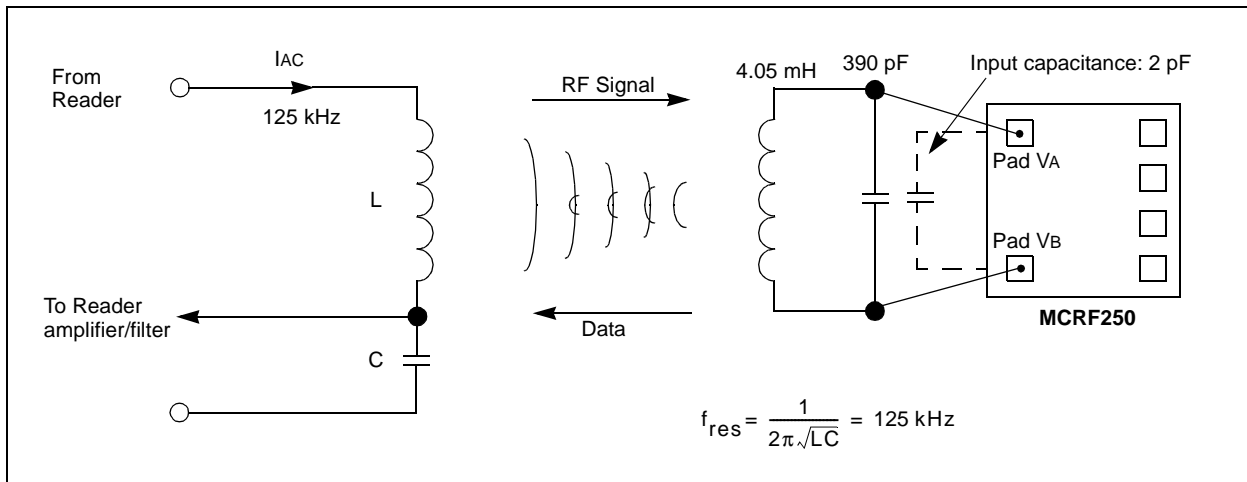 From
Reader
IAC
125 kHz
L
To Reader
amplifier/filter
C
RF Signal
Data
4.05 mH
390 pF
Input capacitance: 2 pF
Pad VA
Pad VB
MCRF250
f_res = 1 / (2π√LC) = 125 kHz